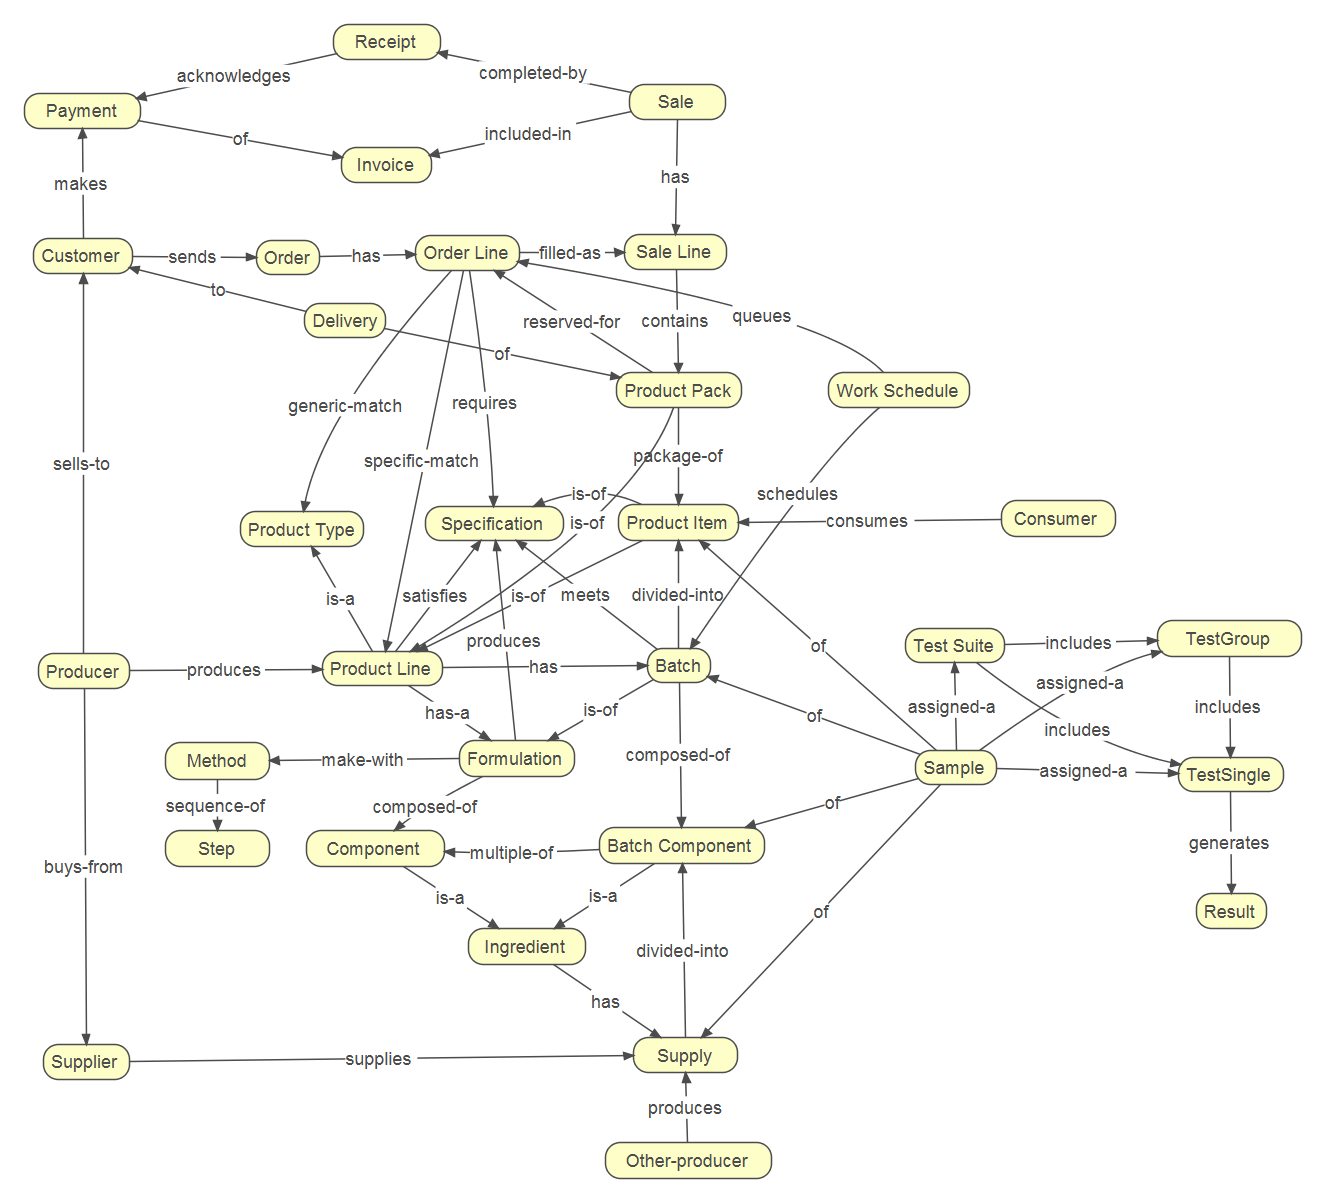 Receipt
acknowledges
completed-by
Payment
Sale
of
included-in
Invoice
makes
has
Customer
sends
Order
has
Order Line
filled-as
Sale Line
to
Delivery
reserved-for
contains
queues
of
Product Pack
Work Schedule
generic-match
requires
package-of
specific-match
sells-to
schedules
is-of
Product Type
Specification
is-of
Product Item
consumes
Consumer
is-a
satisfies
is-of
meets
divided-into
produces
of
Test Suite
includes
TestGroup
Producer
produces
Product Line
has
Batch
assigned-a
has-a
is-of
of
assigned-a
includes
includes
Method
make-with
Formulation
composed-of
Sample
assigned-a
TestSingle
sequence-of
composed-of
of
Step
Component
multiple-of
Batch Component
generates
buys-from
is-a
is-a
of
Result
Ingredient
divided-into
has
Supplier
supplies
Supply
produces
Other-producer